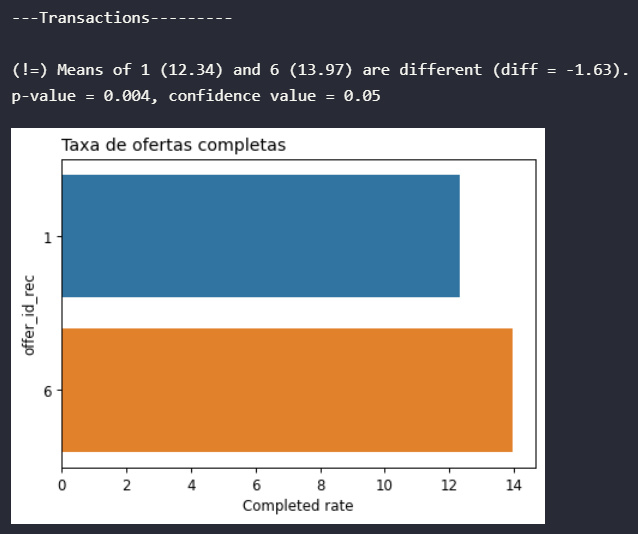 ---Transactions---------
(!=) Means of 1 (12.34) and 6 (13.97) are different (diff = -1.63).
p-value = 0.004, confidence value = 0.05
Taxa de ofertas completas
1
offer_id_rec
6
0 2 4 6 8 10 12 14
Completed rate